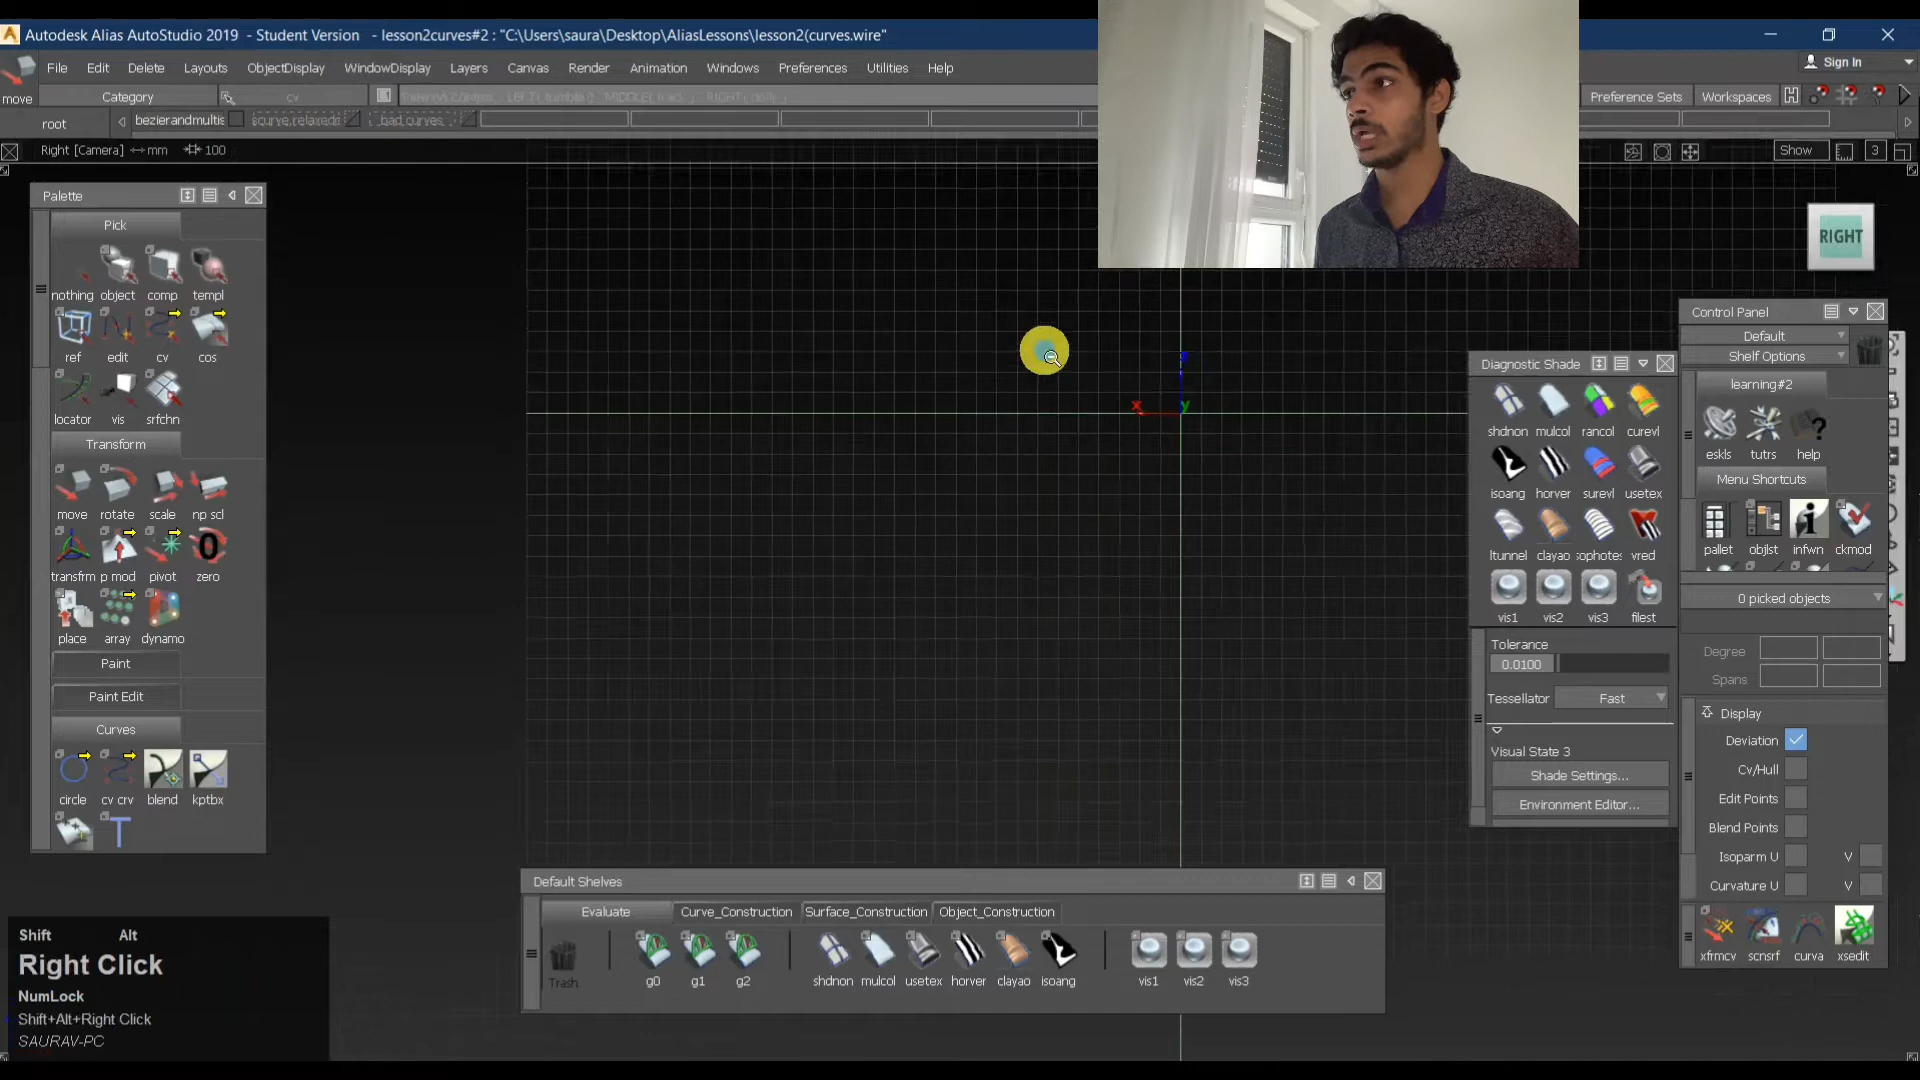 Autodesk Alias AutoStudio 2019 - Student Version - lesson2curves#2 : "C:\Users\saura\Desktop\AliasLessons\lesson2(curves.wire"
File Edit Delete Layouts ObjectDisplay WindowDisplay Layers Canvas Render Animation Windows Preferences Utilities Help
Sign In
move
Category
cv
Preference Sets
Workspaces
root
bezierandmultis
scurve,relaxed
bad_curves
Right [Camera] mm 100
Show
3
RIGHT
x
y
Palette
Pick
nothing object comp templ
ref edit cv cos
locator vis srfchn
Transform
move rotate scale np scl
transfrm p mod pivot zero
place array dynamo
Paint
Paint Edit
Curves
circle cv crv blend kptbx
Shift Alt
Right Click
NumLock
Shift+Alt+Right Click
SAURAV-PC
Default Shelves
Evaluate Curve_Construction Surface_Construction Object_Construction
Trash g0 g1 g2 shdnon mulcol usetex horver clayao isoang vis1 vis2 vis3
Diagnostic Shade
shdnon mulcol rancol curevl
isoang horver surevl usetex
ltunnel clayao sophotes vred
vis1 vis2 vis3 filest
Tolerance
0.0100
Tessellator Fast
Visual State 3
Shade Settings...
Environment Editor...
Control Panel
Default
Shelf Options
learning#2
eskls tutrs help
Menu Shortcuts
pallet objlst infwn ckmod
0 picked objects
Degree
Spans
Display
Deviation
Cv/Hull
Edit Points
Blend Points
Isoparm U V
Curvature U V
xfrmcv scnsrf curva xsedit